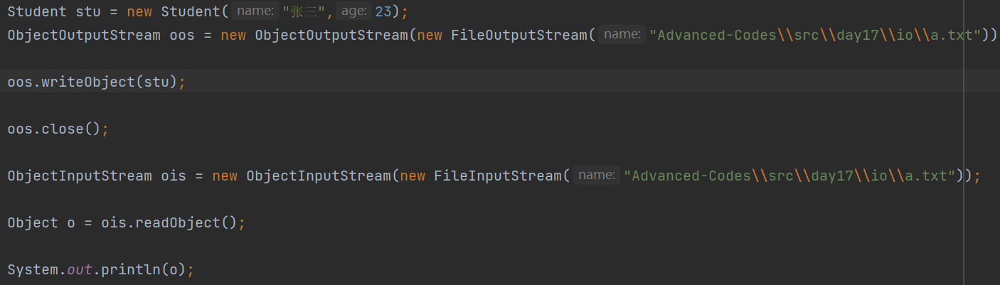 Student stu = new Student( name: "张三", age: 23);
ObjectOutputStream oos = new ObjectOutputStream(new FileOutputStream( name: "Advanced-Codes\\src\\day17\\io\\a.txt"))
oos.writeObject(stu);
oos.close();
ObjectInputStream ois = new ObjectInputStream(new FileInputStream( name: "Advanced-Codes\\src\\day17\\io\\a.txt"));
Object o = ois.readObject();
System.out.println(o);